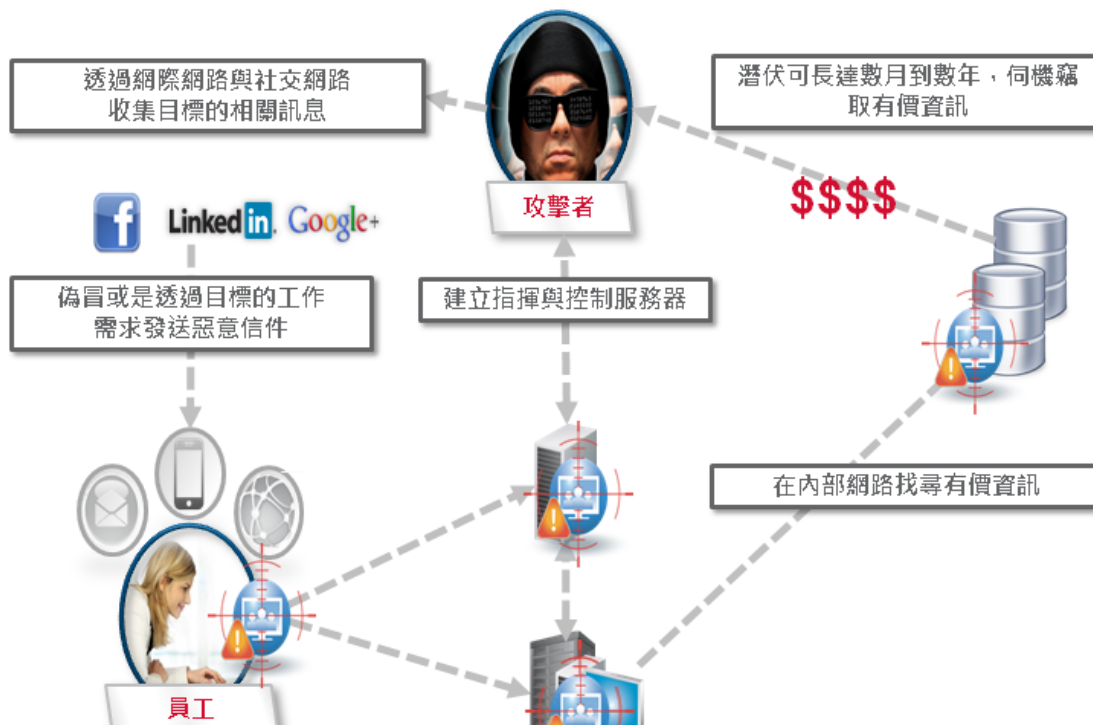 透過網際網路與社交網路
收集目標的相關訊息
潛伏可長達數月到數年，伺機竊
取有價資訊
攻擊者
$$$$
f
Linked in.
Google+
偽冒或是透過目標的工作
需求發送惡意信件
建立指揮與控制服務器
在內部網路找尋有價資訊
員工